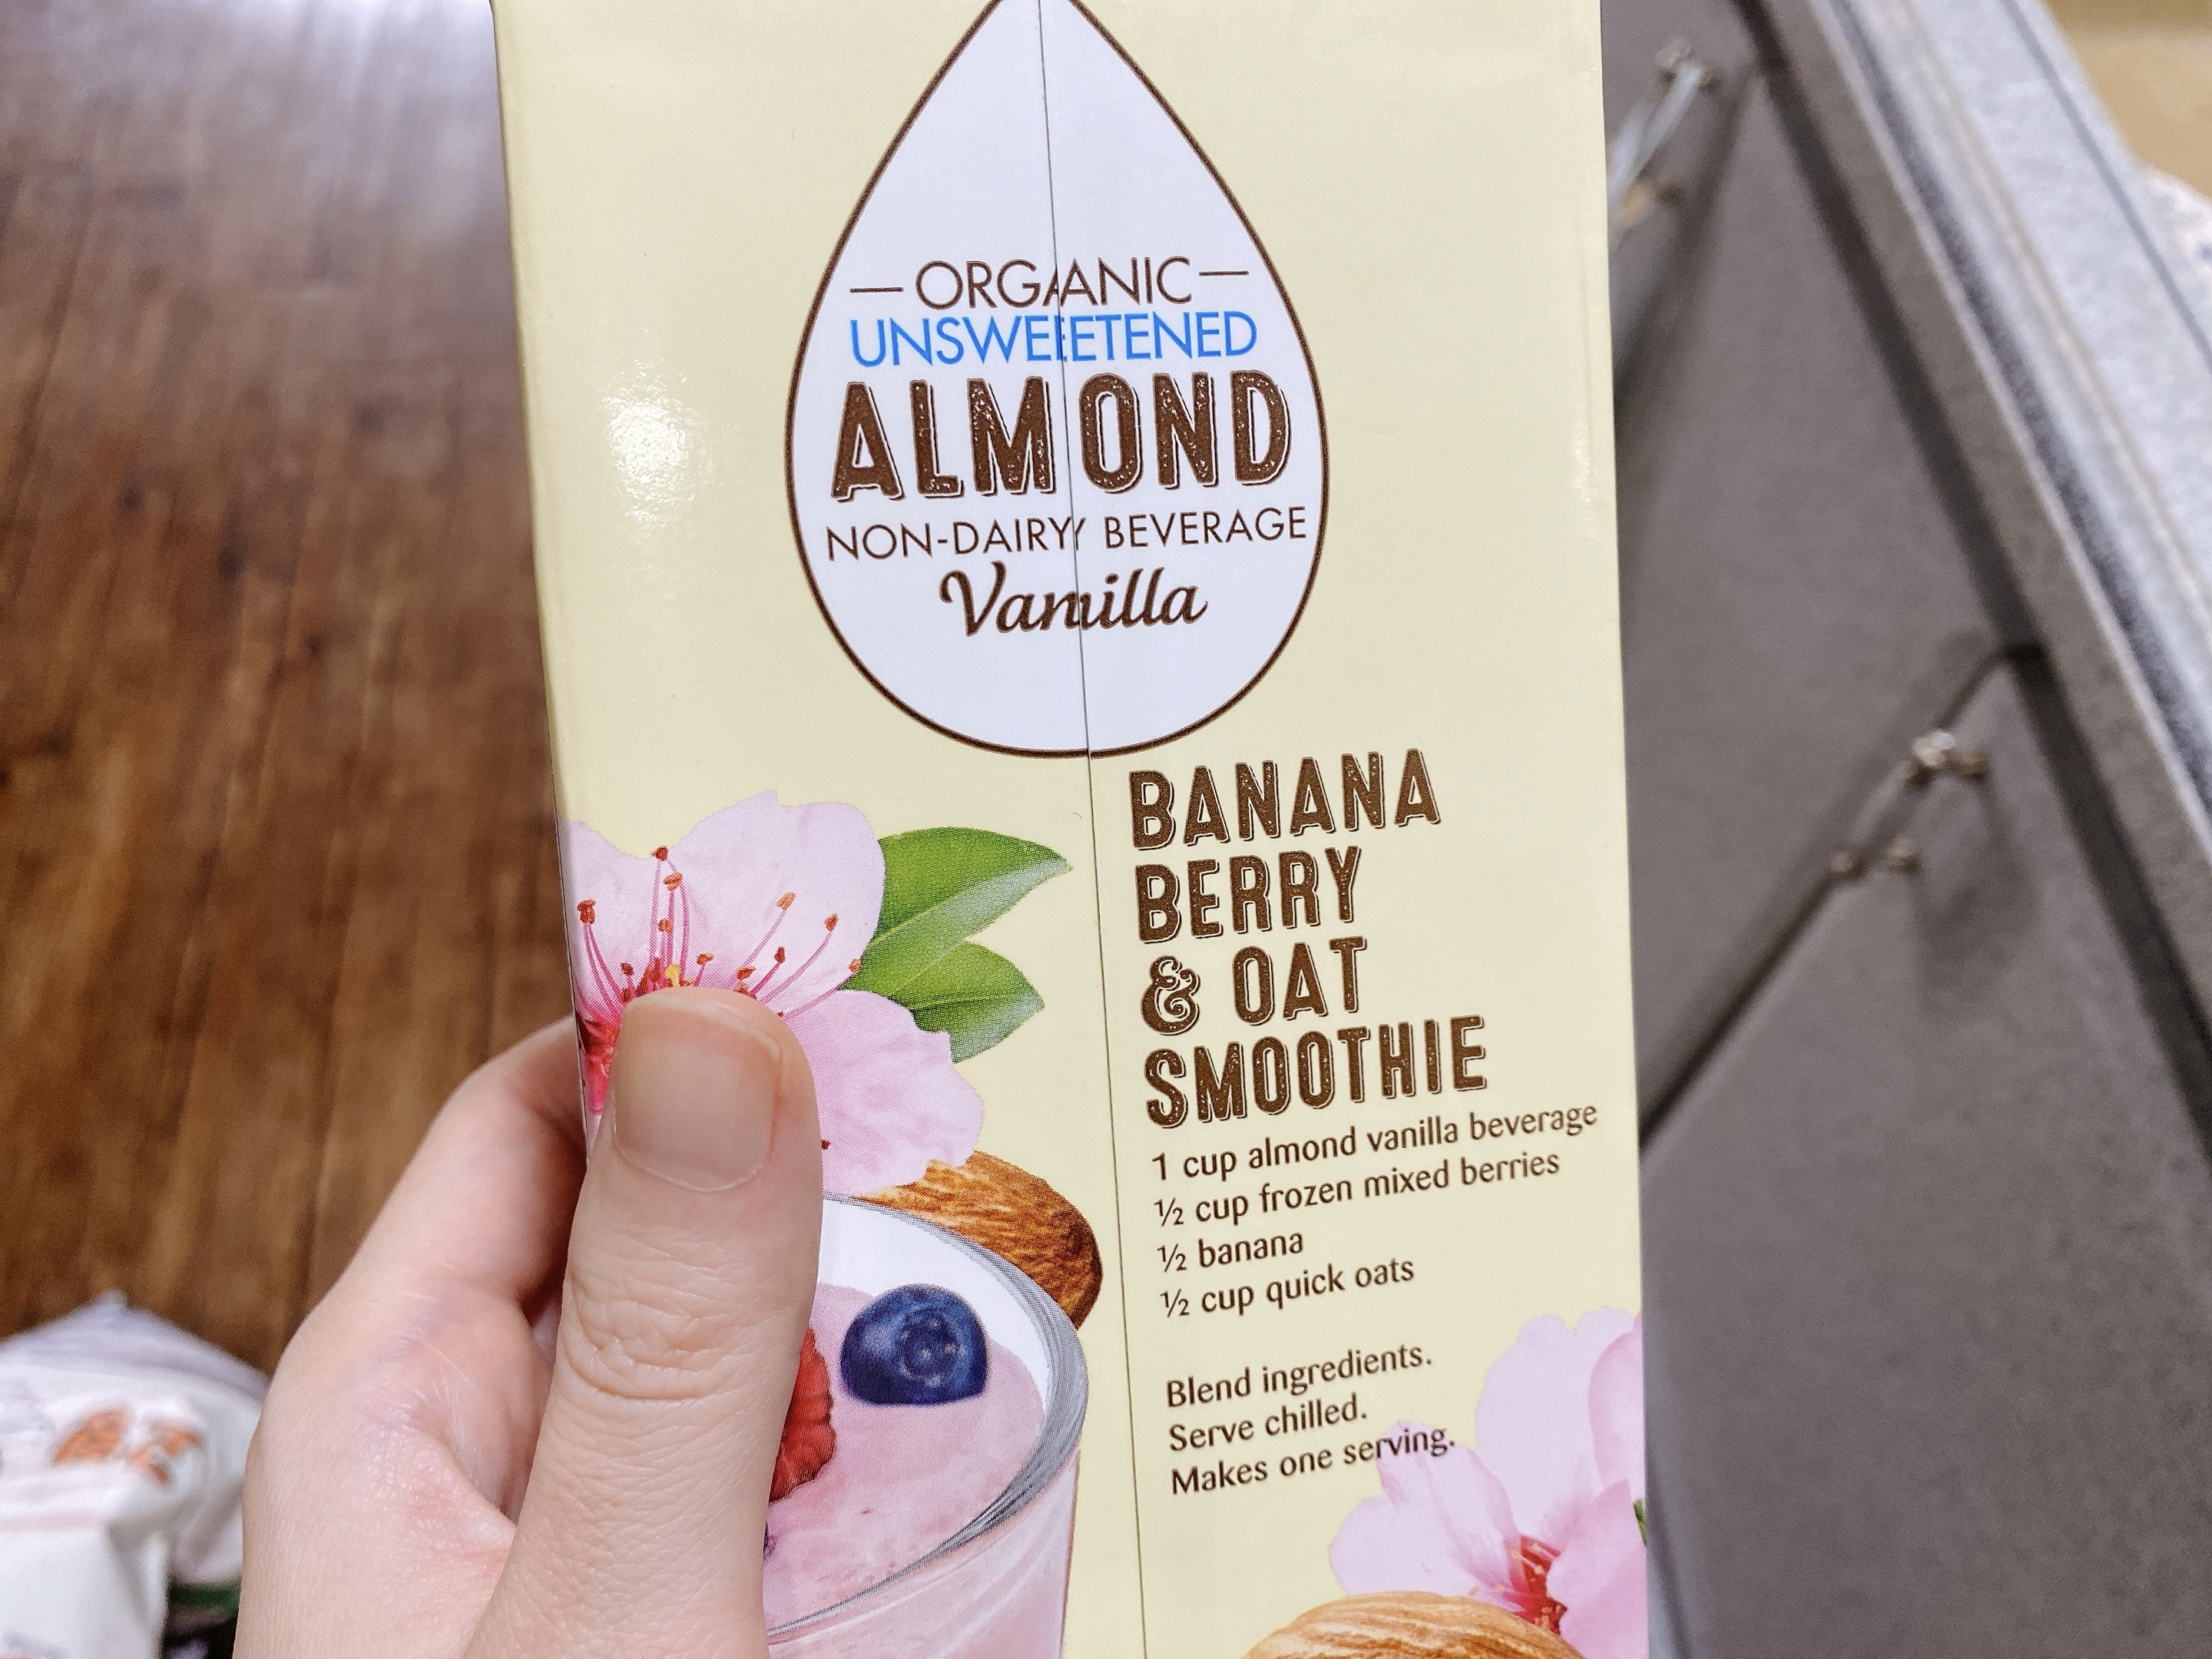 ORGANIC
UNSWEETENED
ALMOND
NON-DAIRY BEVERAGE
Vanilla
BANANA
BERRY
& OAT
SMOOTHIE
1 cup almond vanilla beverage
½ cup frozen mixed berries
½ banana
½ cup quick oats
Blend ingredients.
Serve chilled.
Makes one serving.